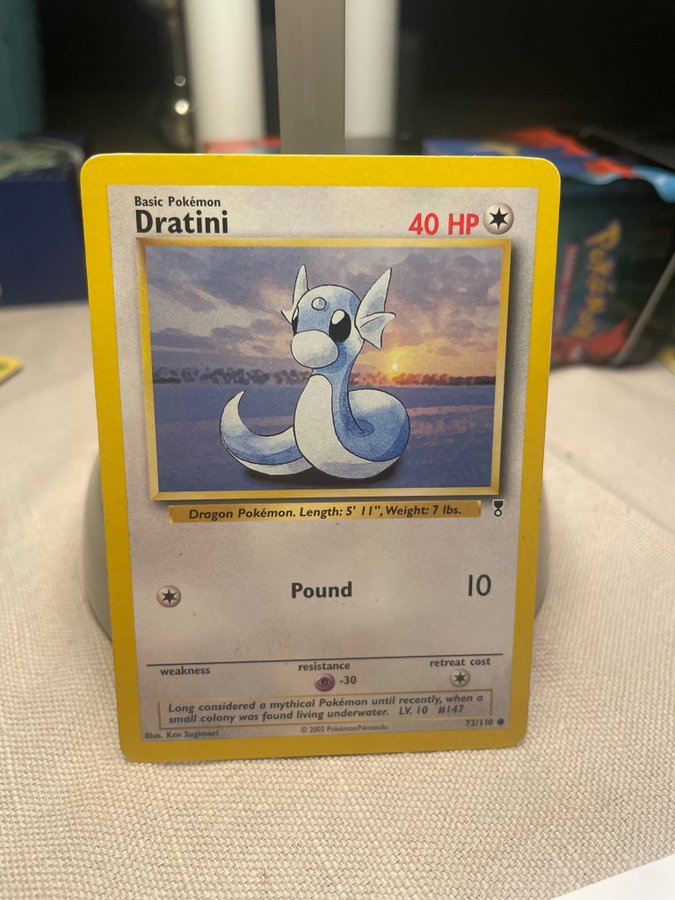 Basic Pokémon
Dratini
40 HP
Pokémon
Dragon Pokémon. Length: 5' 11", Weight: 7 lbs.
Pound
10
weakness
resistance
retreat cost
-30
Long considered a mythical Pokémon until recently, when a
small colony was found living underwater. LV. 10 #147
Illus. Ken Sugimori
© 2002 Pokémon/Nintendo
72/110